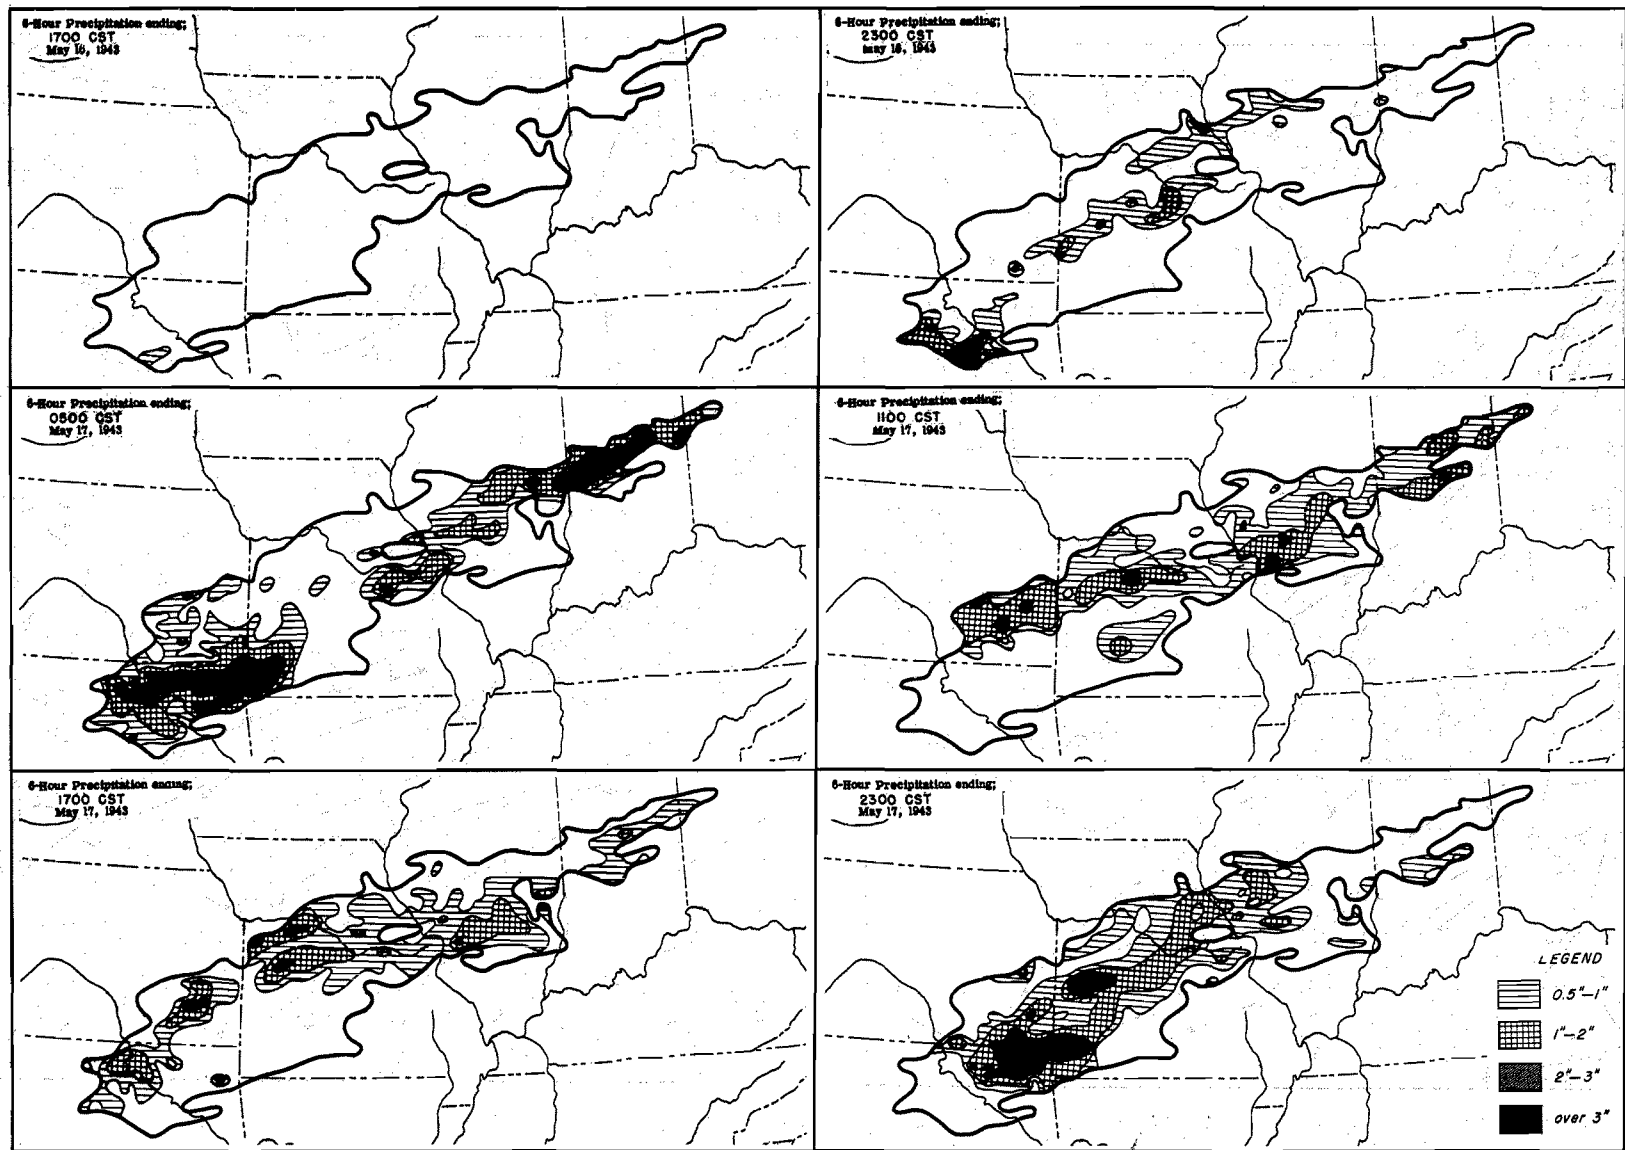 6-Hour Precipitation ending;
1700 CST
May 16, 1943
6-Hour Precipitation ending;
2300 CST
May 16, 1943
6-Hour Precipitation ending;
0500 CST
May 17, 1943
6-Hour Precipitation ending;
1100 CST
May 17, 1943
6-Hour Precipitation ending;
1700 CST
May 17, 1943
6-Hour Precipitation ending;
2300 CST
May 17, 1943
LEGEND
0.5"—1"
1"—2"
2"—3"
over 3"